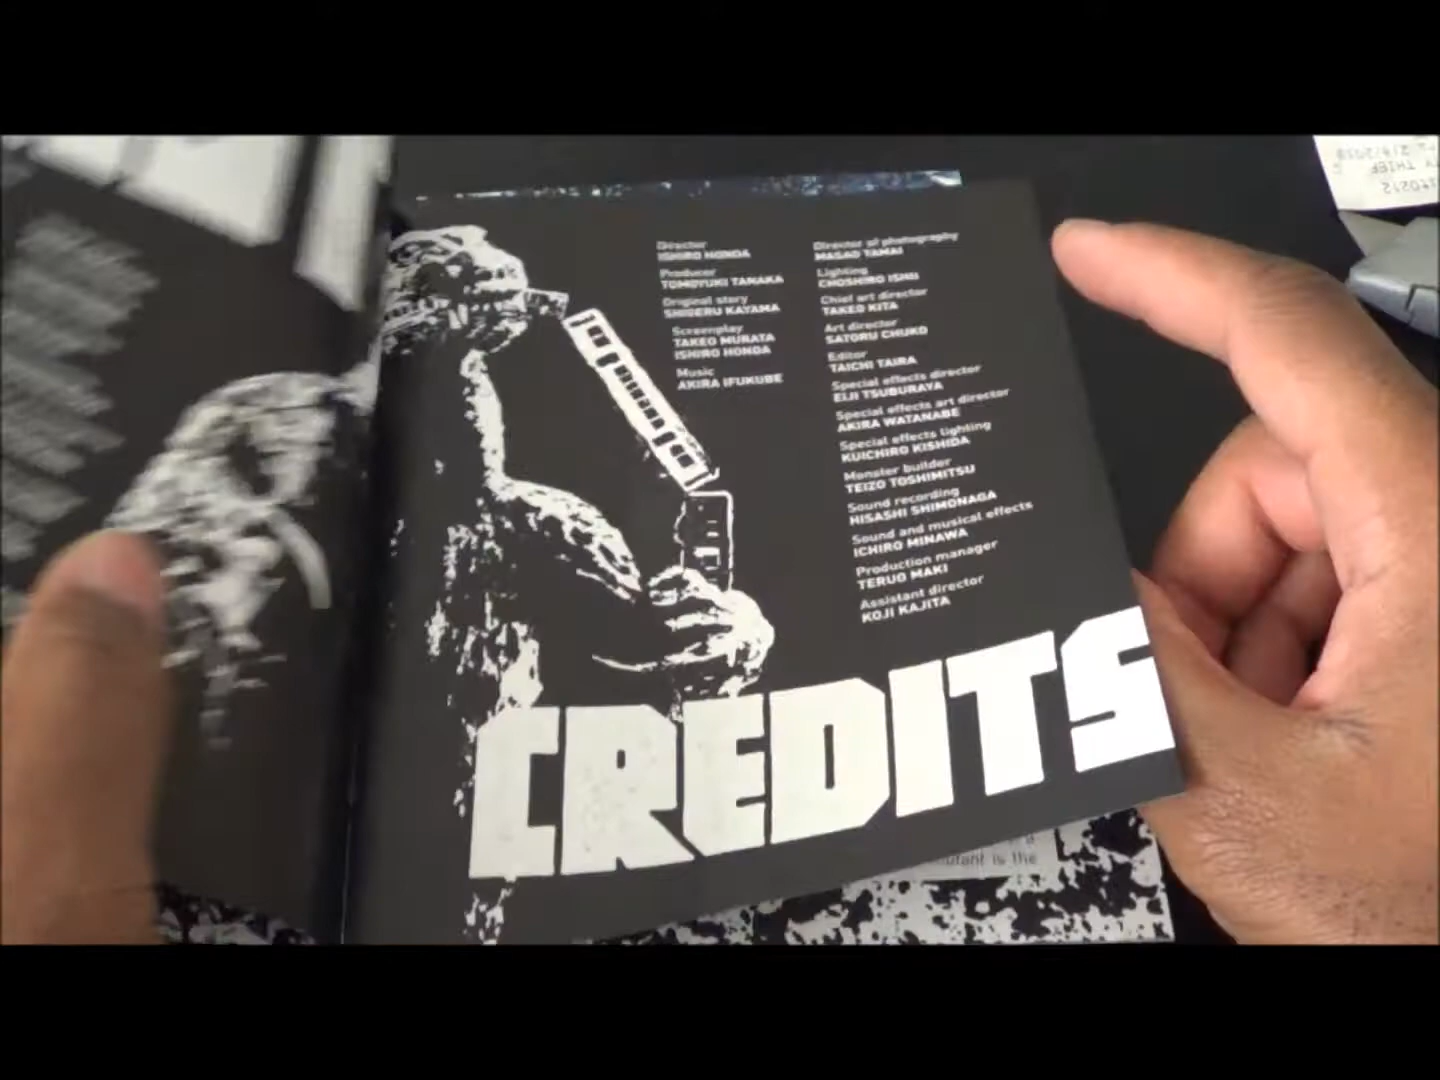 Director
ISHIRO HONDA
Producer
TOMOYUKI TANAKA
Original story
SHIGERU KAYAMA
Screenplay
TAKEO MURATA
ISHIRO HONDA
Music
AKIRA IFUKUBE
Director of photography
MASAO TAMAI
Lighting
CHOSHIRO ISHII
Chief art director
TAKEO KITA
Art director
SATORU CHUKO
Editor
TAICHI TAIRA
Special effects director
EIJI TSUBURAYA
Special effects art director
AKIRA WATANABE
Special effects lighting
KUICHIRO KISHIDA
Monster builder
TEIZO TOSHIMITSU
Sound recording
HISASHI SHIMONAGA
Sound and musical effects
ICHIRO MINAWA
Production manager
TERUO MAKI
Assistant director
KOJI KAJITA
CREDITS
is the